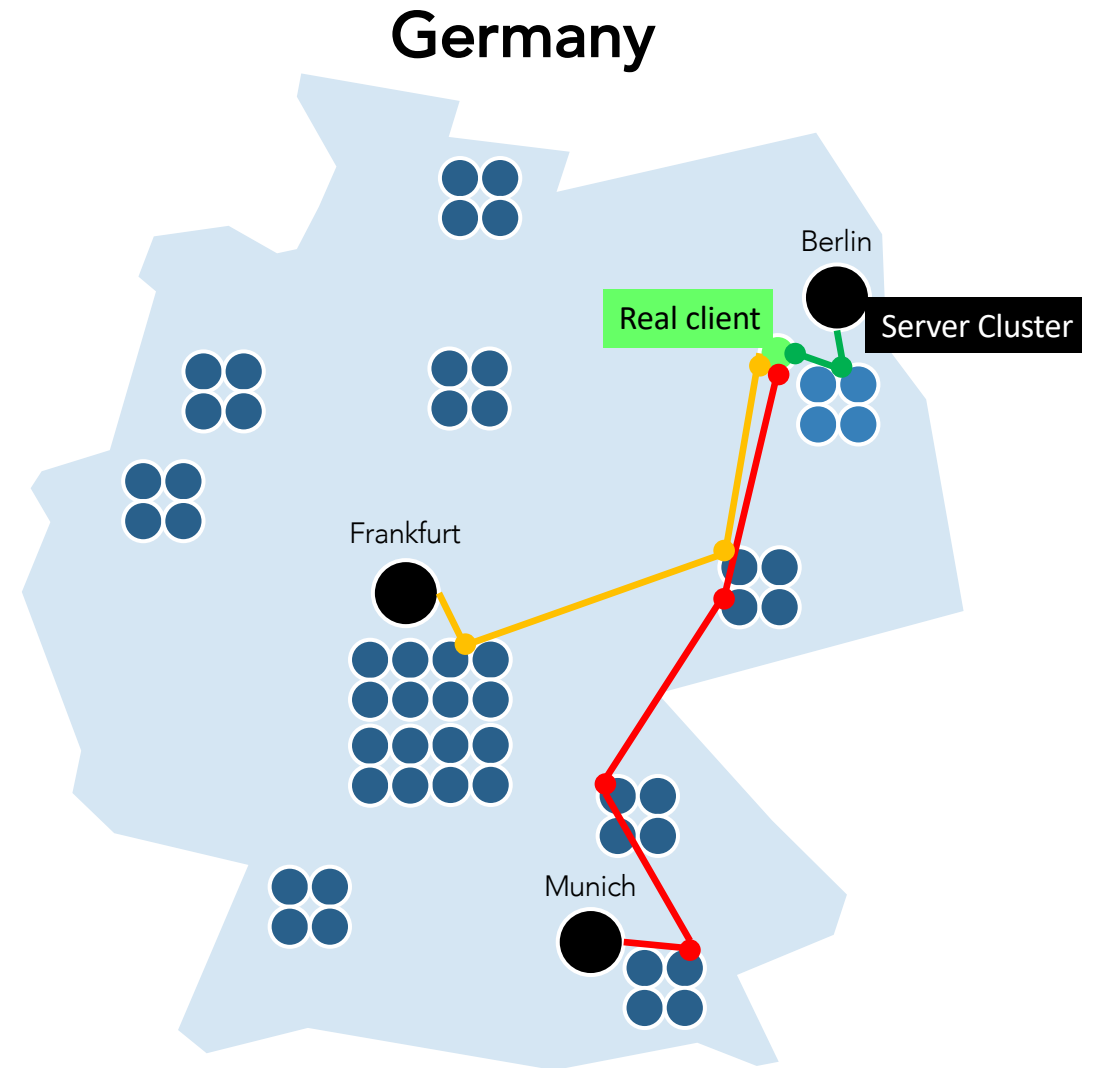 Germany
Berlin
Real client
Server Cluster
Frankfurt
Munich